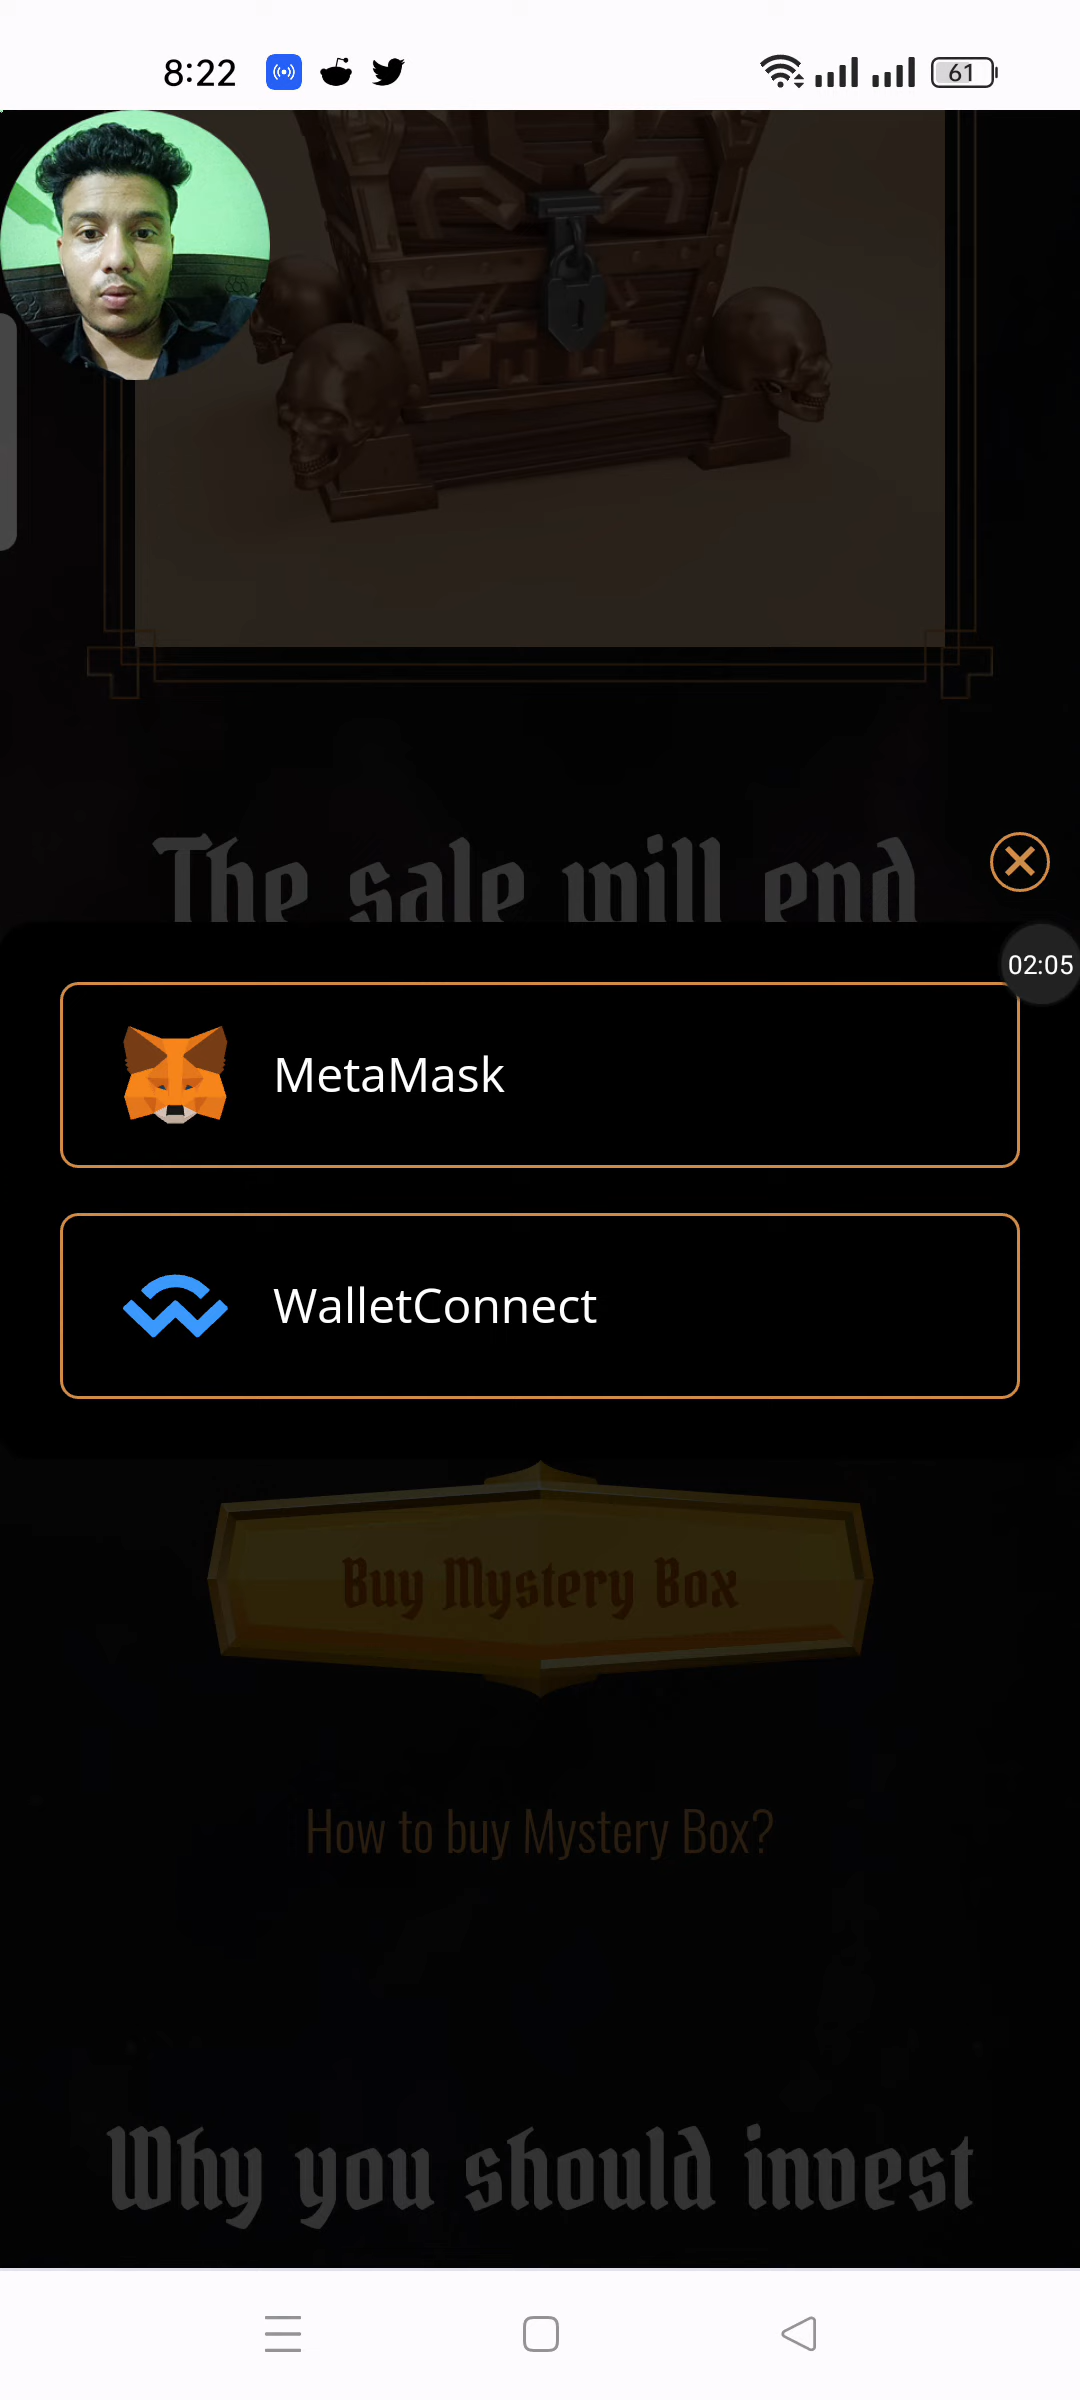 8:22
61
The sale will end
02:05
MetaMask
WalletConnect
Buy Mystery Box
How to buy Mystery Box?
Why you should invest